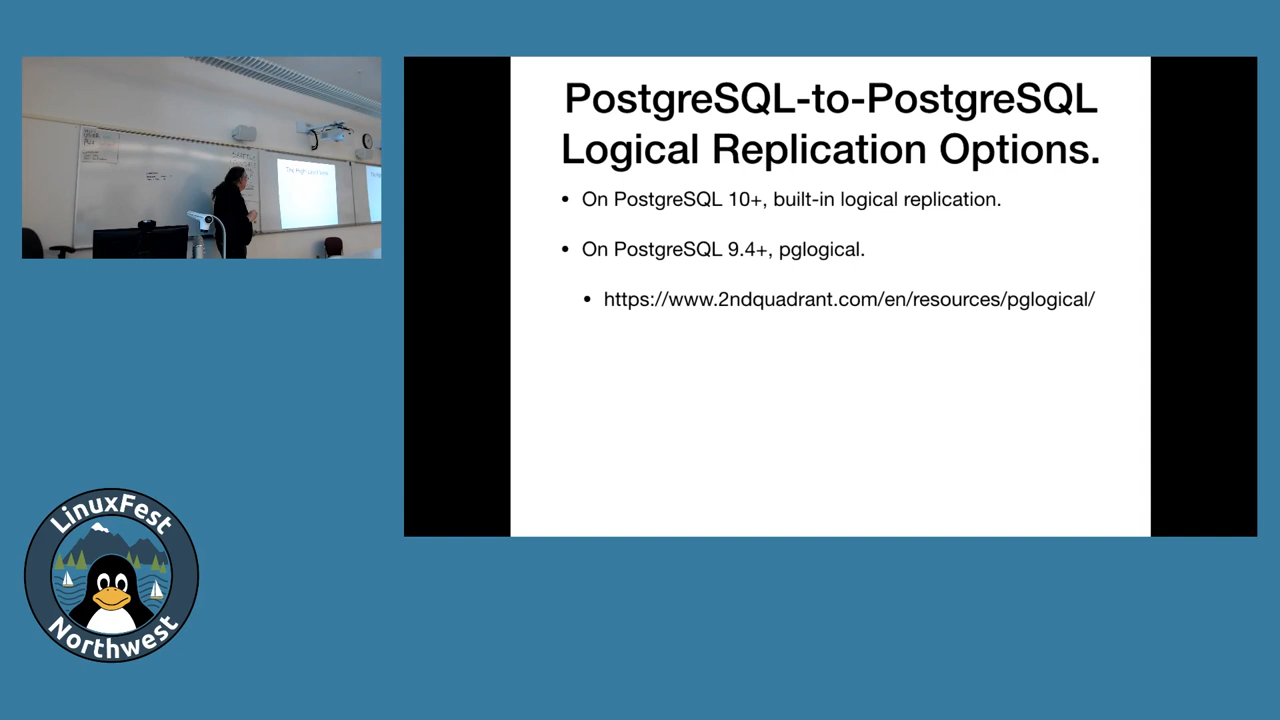 PostgreSQL-to-PostgreSQL
Logical Replication Options.
• On PostgreSQL 10+, built-in logical replication.
• On PostgreSQL 9.4+, pglogical.
• https://www.2ndquadrant.com/en/resources/pglogical/
LinuxFest
Northwest